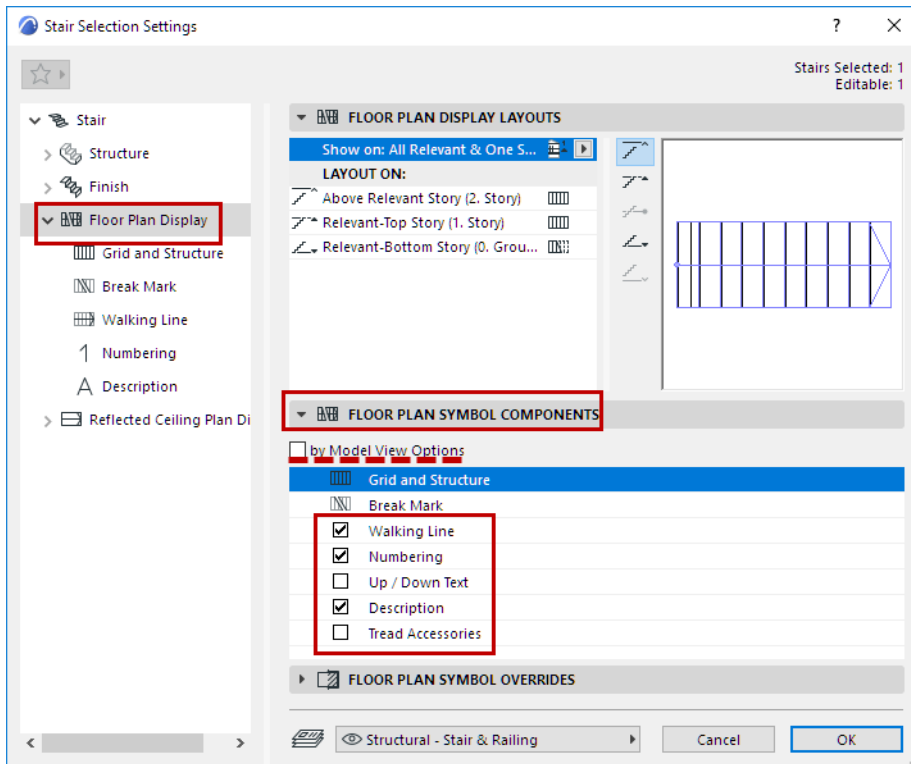 Stair Selection Settings
?
Stairs Selected: 1
Editable: 1
Stair
Structure
Finish
Floor Plan Display
Grid and Structure
Break Mark
Walking Line
1 Numbering
A Description
Reflected Ceiling Plan Di
FLOOR PLAN DISPLAY LAYOUTS
Show on: All Relevant & One S...
LAYOUT ON:
Above Relevant Story (2. Story)
Relevant-Top Story (1. Story)
Relevant-Bottom Story (0. Grou...
FLOOR PLAN SYMBOL COMPONENTS
by Model View Options
Grid and Structure
Break Mark
Walking Line
Numbering
Up / Down Text
Description
Tread Accessories
FLOOR PLAN SYMBOL OVERRIDES
Structural - Stair & Railing
Cancel
OK